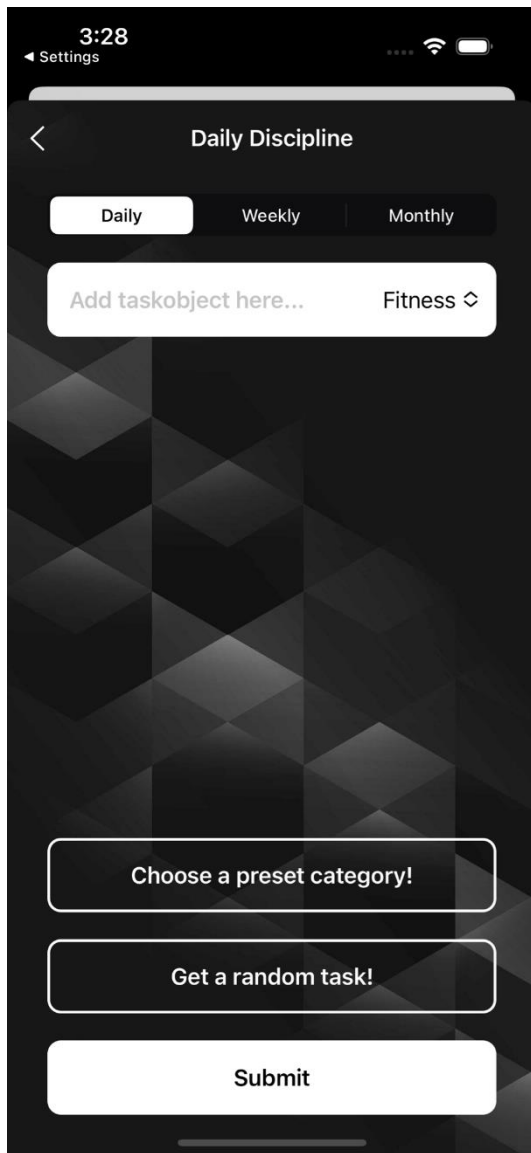 3:28
◀ Settings
Daily Discipline
Daily Weekly Monthly
Add taskobject here... Fitness
Choose a preset category!
Get a random task!
Submit